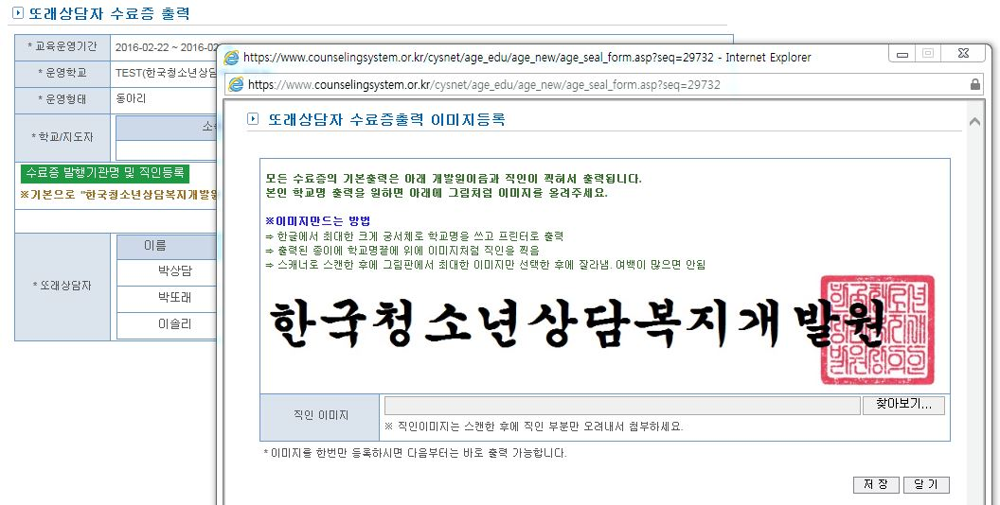 또래상담자 수료증 출력
* 교육운영기간 2016-02-22 ~ 2016-02
* 운영학교 TEST(한국청소년상담
* 운영형태 동아리
* 학교/지도자
수료증 발행기관명 및 직인등록
※기본으로 "한국청소년상담복지개발원
이름
* 또래상담자
박상담
박또래
이솔리
https://www.counselingsystem.or.kr/cysnet/age_edu/age_new/age_seal_form.asp?seq=29732 - Internet Explorer
https://www.counselingsystem.or.kr/cysnet/age_edu/age_new/age_seal_form.asp?seq=29732
또래상담자 수료증출력 이미지등록
모든 수료증의 기본출력은 아래 개발원이름과 직인이 찍혀서 출력됩니다.
본인 학교명 출력을 원하면 아래에 그림처럼 이미지를 올려주세요.
※이미지만드는 방법
⇒ 한글에서 최대한 크게 궁서체로 학교명을 쓰고 프린터로 출력
⇒ 출력된 종이에 학교명끝에 위에 이미지처럼 직인을 찍음
⇒ 스캐너로 스캔한 후에 그림판에서 최대한 이미지만 선택한 후에 잘라냄. 여백이 많으면 안됨
한국청소년상담복지개발원
직인 이미지
찾아보기...
※ 직인이미지는 스캔한 후에 직인 부분만 오려내서 첨부하세요.
* 이미지를 한번만 등록하시면 다음부터는 바로 출력 가능합니다.
저 장
닫 기